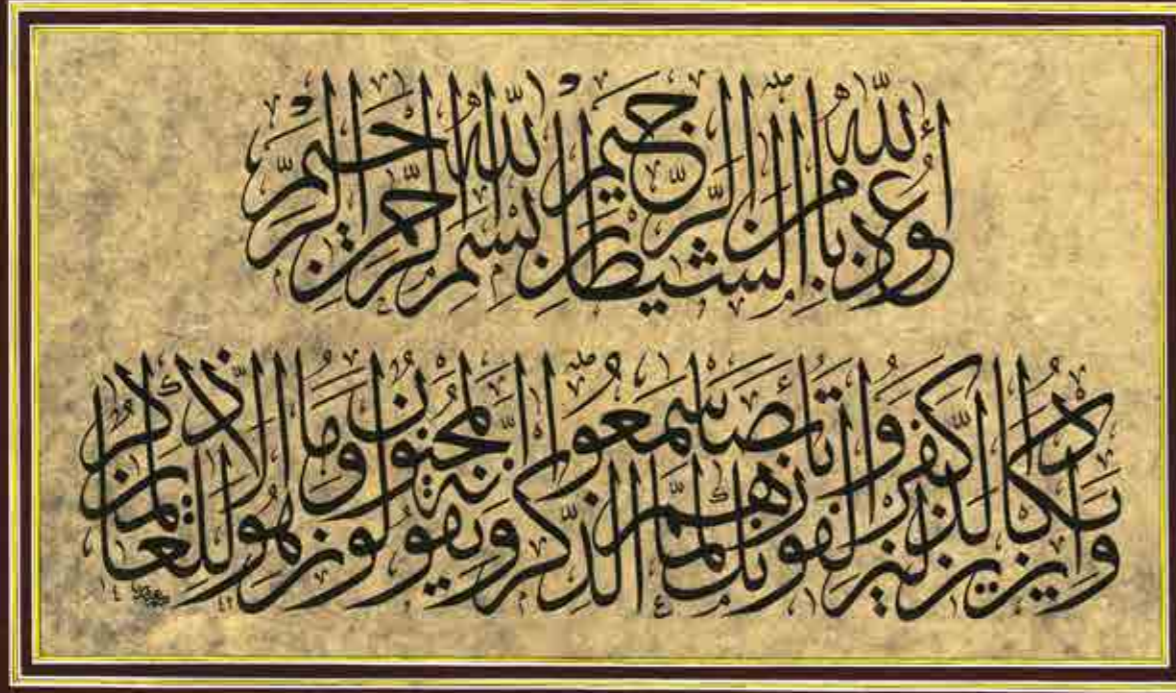 أعوذ بالله من الشيطان الرجيم بسم الله الرحمن الرحيم
وإن يكاد الذين كفروا ليزلقونك بأبصارهم لما سمعوا الذكر ويقولون إنه لمجنون وما هو إلا ذكر للعالمين